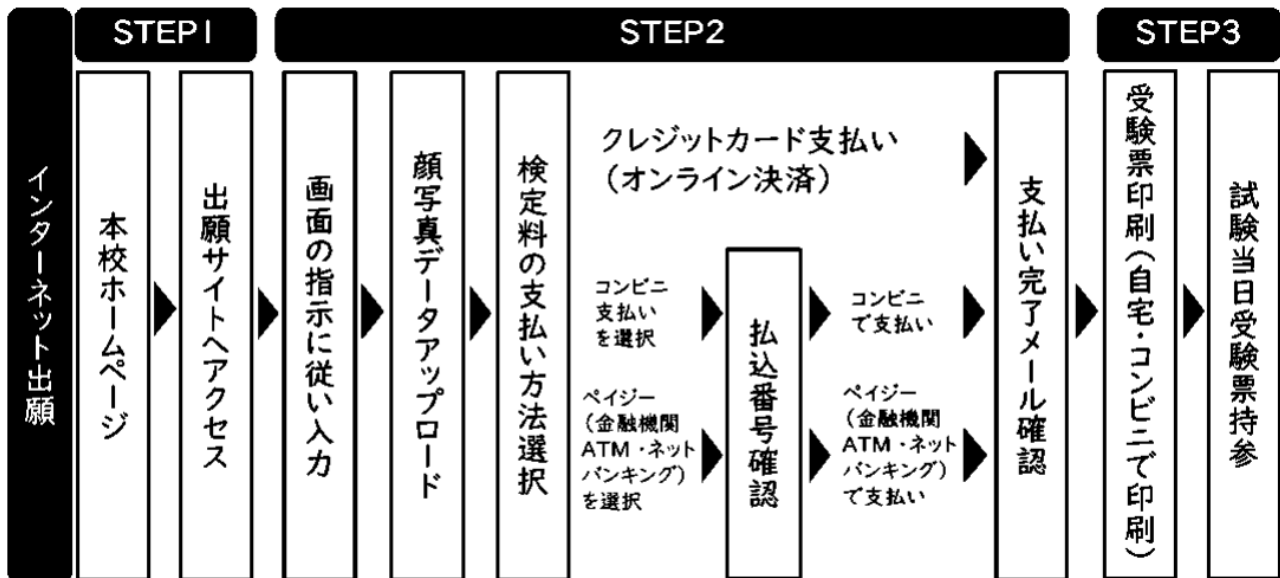 インターネット出願
STEP1
本校ホームページ
出願サイトへアクセス
STEP2
画面の指示に従い入力
顔写真データアップロード
検定料の支払い方法選択
クレジットカード支払い
（オンライン決済）
コンビニ
支払い
を選択
ペイジー
（金融機関
ATM・ネット
バンキング）
を選択
払込番号確認
コンビニ
で支払い
ペイジー
（金融機関
ATM・ネット
バンキング）
で支払い
支払い完了メール確認
STEP3
受験票印刷（自宅・コンビニで印刷）
試験当日受験票持参